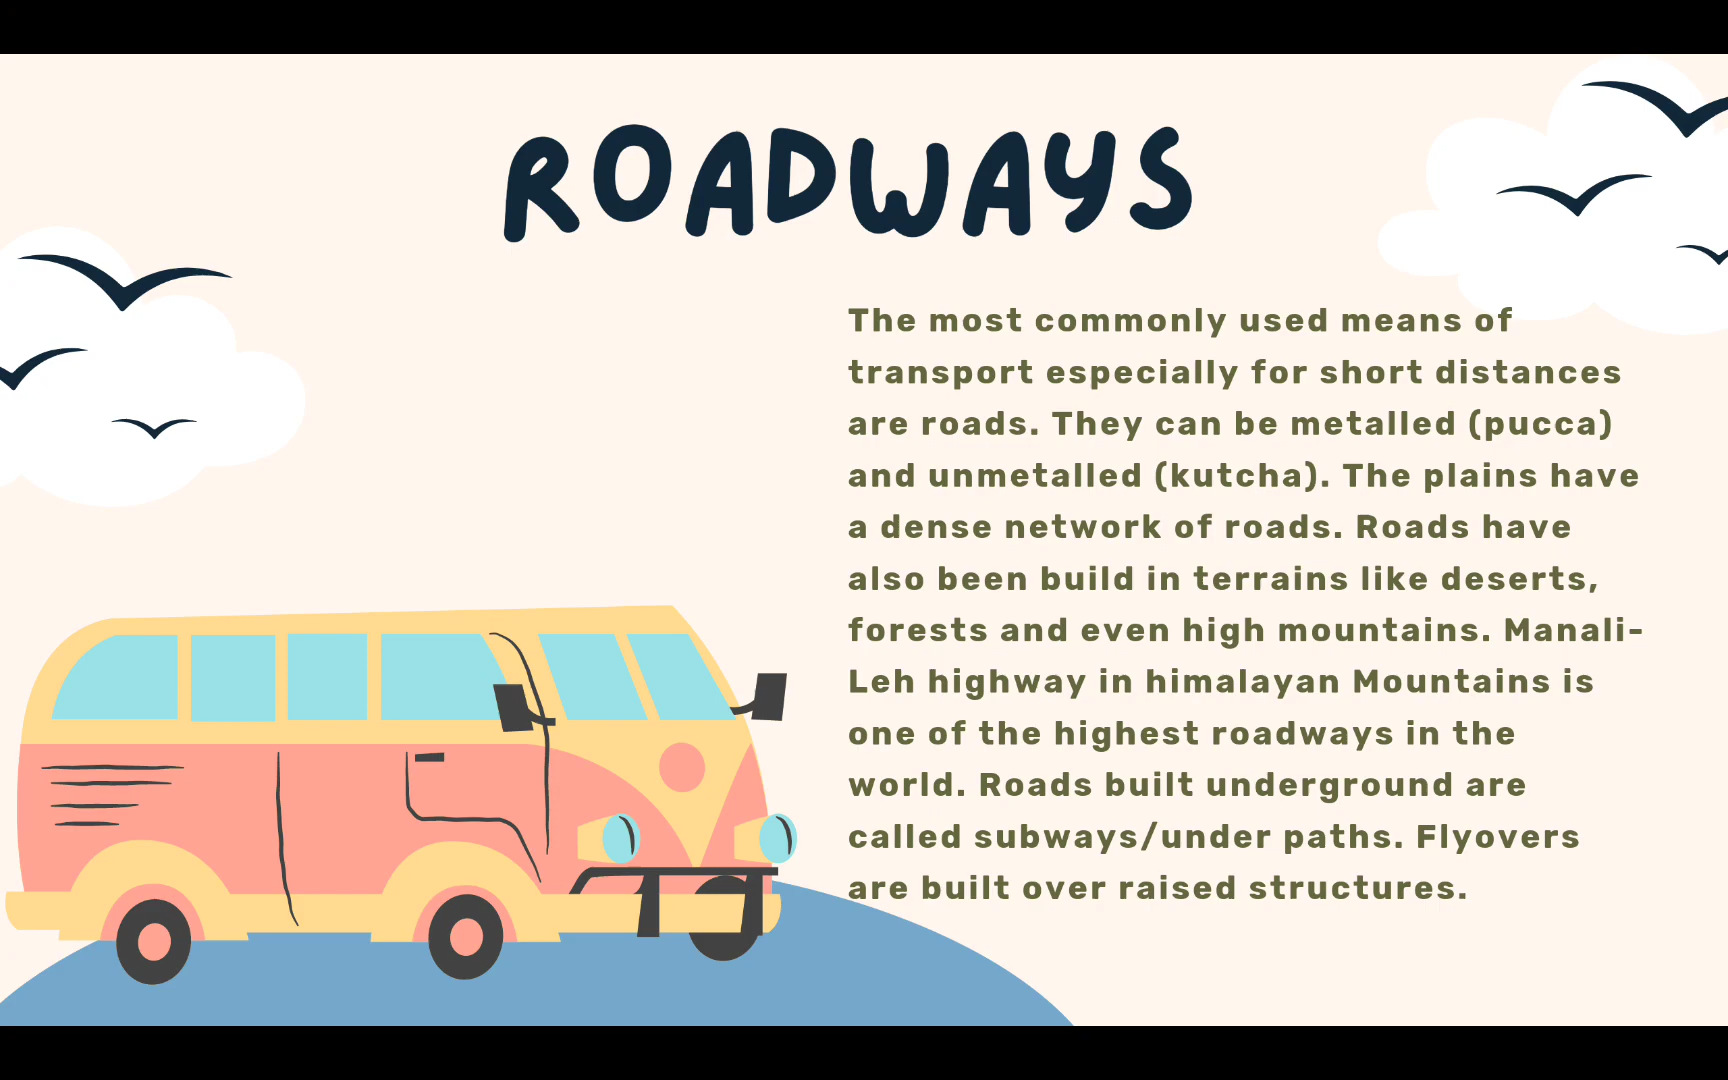 ROADWAYS
The most commonly used means of
transport especially for short distances
are roads. They can be metalled (pucca)
and unmetalled (kutcha). The plains have
a dense network of roads. Roads have
also been build in terrains like deserts,
forests and even high mountains. Manali-
Leh highway in himalayan Mountains is
one of the highest roadways in the
world. Roads built underground are
called subways/under paths. Flyovers
are built over raised structures.